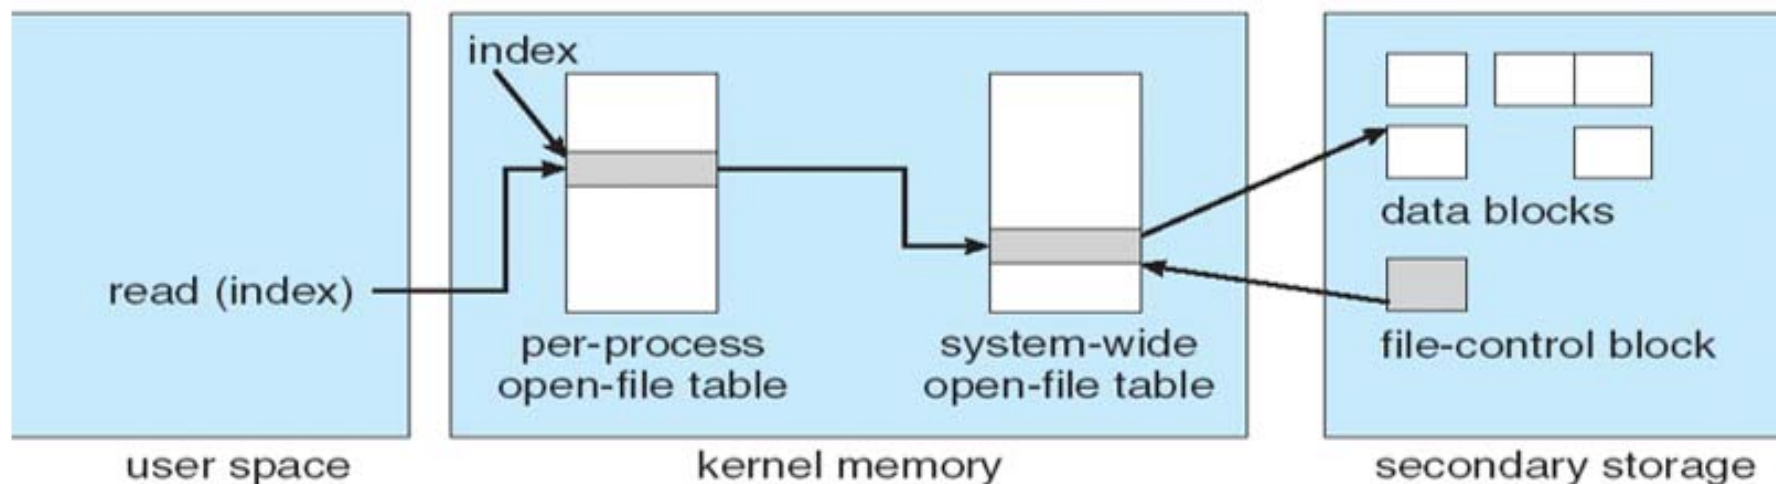 index
read (index)
per-process
open-file table
system-wide
open-file table
data blocks
file-control block
user space
kernel memory
secondary storage